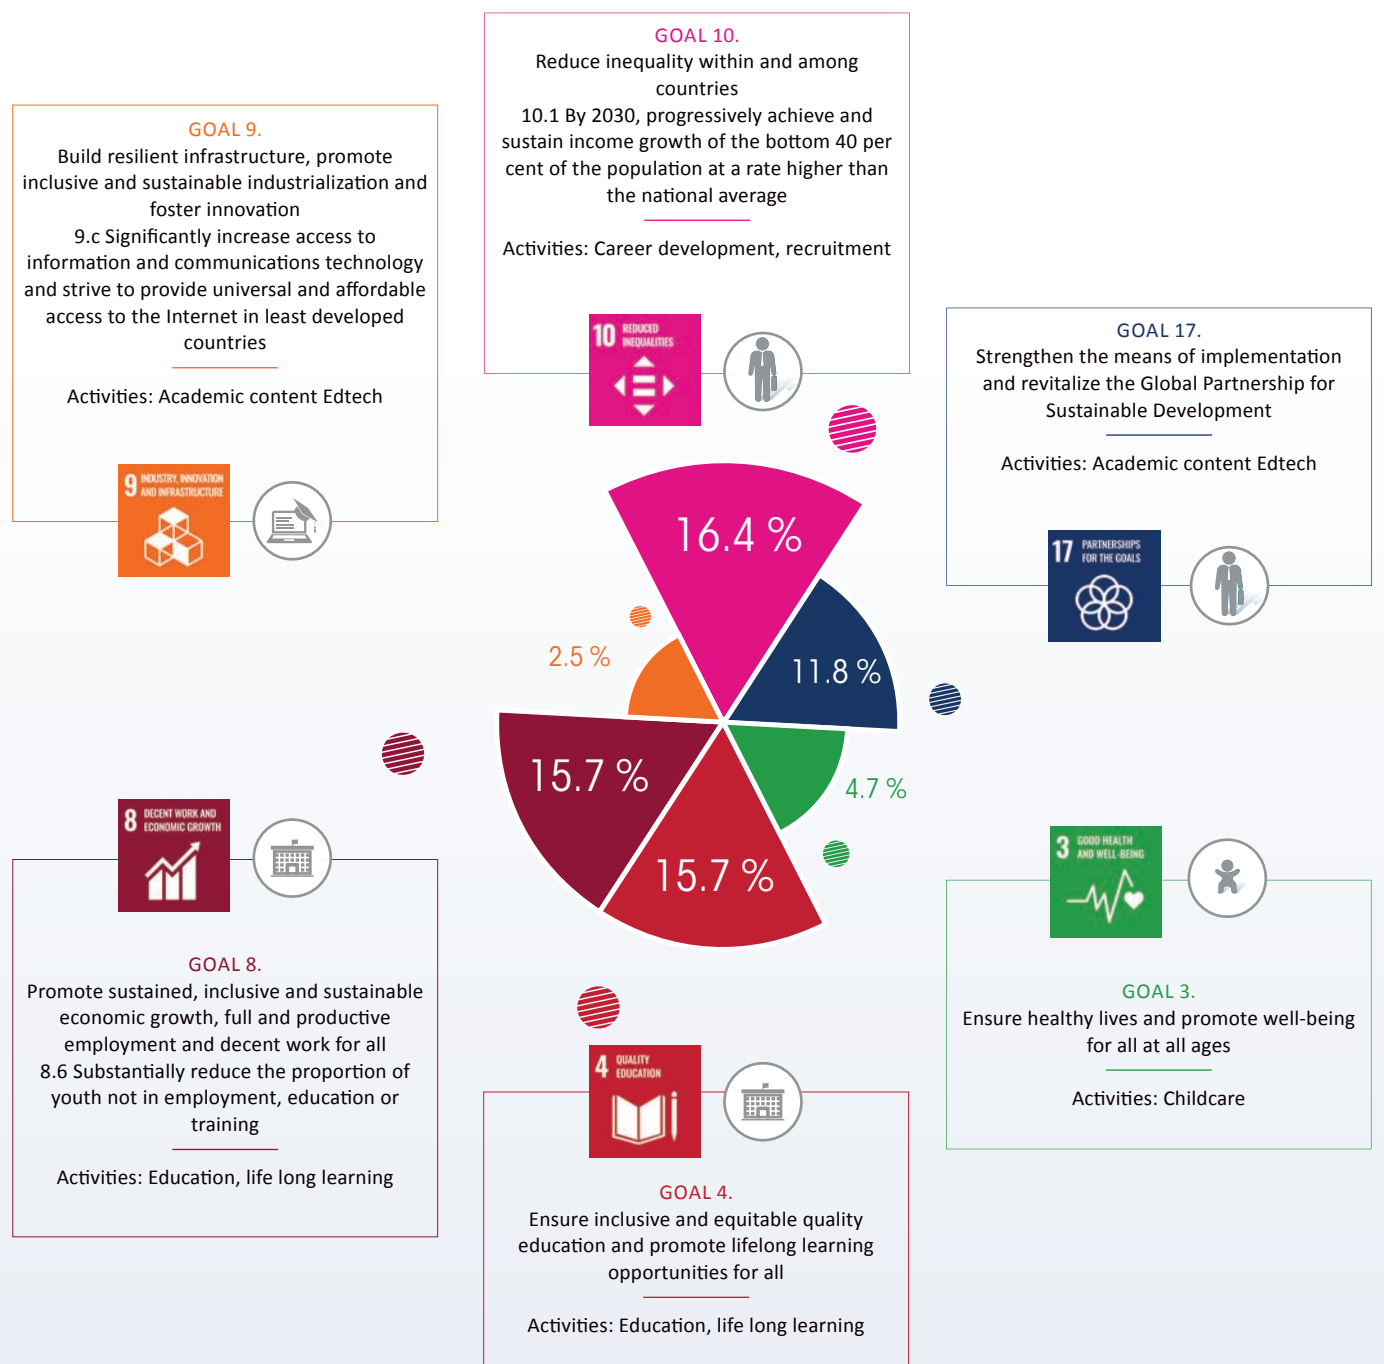 GOAL 10.
Reduce inequality within and among
countries
10.1 By 2030, progressively achieve and
sustain income growth of the bottom 40 per
cent of the population at a rate higher than
the national average
Activities: Career development, recruitment
10 REDUCED
INEQUALITIES
GOAL 9.
Build resilient infrastructure, promote
inclusive and sustainable industrialization and
foster innovation
9.c Significantly increase access to
information and communications technology
and strive to provide universal and affordable
access to the Internet in least developed
countries
Activities: Academic content Edtech
9 INDUSTRY, INNOVATION
AND INFRASTRUCTURE
GOAL 17.
Strengthen the means of implementation
and revitalize the Global Partnership for
Sustainable Development
Activities: Academic content Edtech
17 PARTNERSHIPS
FOR THE GOALS
16.4 %
11.8 %
2.5 %
15.7 %
4.7 %
15.7 %
8 DECENT WORK AND
ECONOMIC GROWTH
GOAL 8.
Promote sustained, inclusive and sustainable
economic growth, full and productive
employment and decent work for all
8.6 Substantially reduce the proportion of
youth not in employment, education or
training
Activities: Education, life long learning
3 GOOD HEALTH
AND WELL-BEING
GOAL 3.
Ensure healthy lives and promote well-being
for all at all ages
Activities: Childcare
4 QUALITY
EDUCATION
GOAL 4.
Ensure inclusive and equitable quality
education and promote lifelong learning
opportunities for all
Activities: Education, life long learning